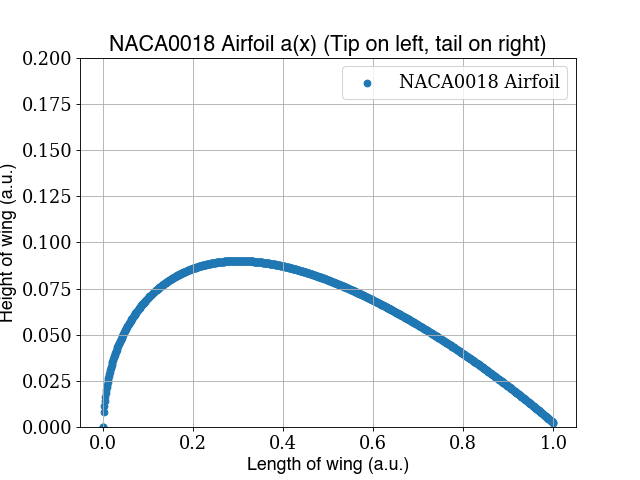 NACA0018 Airfoil a(x) (Tip on left, tail on right)
NACA0018 Airfoil
0.200
0.175
0.150
0.125
0.100
0.075
0.050
0.025
0.000
Height of wing (a.u.)
0.0 0.2 0.4 0.6 0.8 1.0
Length of wing (a.u.)